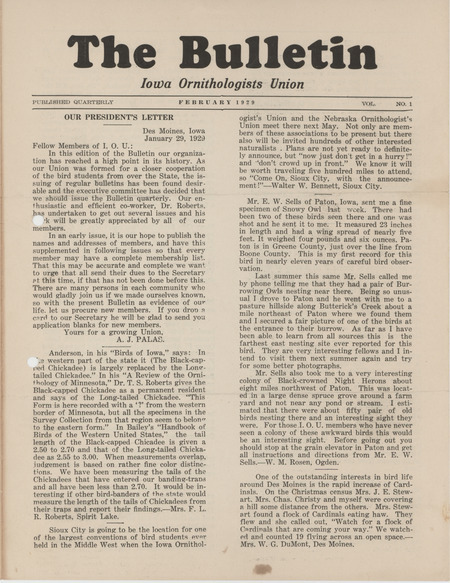 The Bulletin
Iowa Ornithologists Union
PUBLISHED QUARTERLY FEBRUARY 1929 VOL. NO. 1
OUR PRESIDENT'S LETTER
Des Moines, Iowa
January 29, 1929
Fellow Members of I. O. U.:
In this edition of the Bulletin our organiza-
tion has reached a high point in its history. As
our Union was formed for a closer cooperation
of the bird students from over the State, the is-
suing of regular bulletins has been found desir-
able and the executive committee has decided that
we should issue the Bulletin quarterly. Our en-
thusiastic and efficient co-worker, Dr. Roberts
has undertaken to get out several issues and his
work will be greatly appreciated by all of our
members.
In an early issue, it is our hope to publish the
names and addresses of members, and have this
supplemented in following issues so that every
member may have a complete membership list.
That this may be accurate and complete we want
to urge that all send their dues to the Secretary
at this time, if that has not been done before this.
There are many persons in each community who
would gladly join us if we made ourselves known,
so with the present Bulletin as evidence of our
life, let us procure new members. If you drop a
card to our Secretary he will be glad to send you
application blanks for new members.
Yours for a growing Union,
A. J. PALAS.
Anderson, in his "Birds of Iowa," says: In
the western part of the state it (The Black-cap-
ped Chickadee) is largely replaced by the Long-
tailed Chickadee." In his "A Review of the Orni-
thology of Minnesota," Dr. T. S. Roberts gives the
Black-capped Chickadee as a permanent resident
and says of the Long-tailed Chickadee. "This
Form is here recorded with a '?' from the western
border of Minnesota, but all the specimens in the
Survey Collection from that region seem to belong
to the eastern form." In Bailey's "Handbook of
Birds of the Western United States," the tail
length of the Black-capped Chicadee is given a
2.50 to 2.70 and that of the Long-tailed Chicka-
dee as 2.55 to 3.00. When measurements overlap,
judgement is based on rather fine color distinc-
tions. We have been measuring the tails of the
Chickadees that have entered our banding-trans
and all have been less than 2.70. It would be in-
teresting if other bird-banders of the state would
measure the length of the tails of Chickadees from
their traps and report their findings.—Mrs. F. L.
R. Roberts, Spirit Lake.
Sioux City is going to be the location for one
of the largest conventions of bird students ever
held in the Middle West when the Iowa Ornithol-
ogist's Union and the Nebraska Ornithologist's
Union meet there next May. Not only are mem-
bers of these associations to be present but there
also will be invited hundreds of other interested
naturalists. Plans are not yet ready to definite-
ly announce, but "now just don't get in a hurry!"
and "don't crowd up in front." We know it will
be worth traveling five hundred miles to attend,
so "Come On, Sioux City, with the announce-
ment!"—Walter W. Bennett, Sioux City.
Mr. E. W. Sells of Paton, Iowa, sent me a fine
specimen of Snowy Owl last week. There had
been two of these birds seen there and one was
shot and he sent it to me. It measured 23 inches
in length and had a wing spread of nearly five
feet. It weighed four pounds and six ounces. Pa-
ton is in Greene County, just over the line from
Boone County. This is my first record for this
bird in nearly eleven years of careful bird obser-
vation.
Last summer this same Mr. Sells called me
by phone telling me that they had a pair of Bur-
rowing Owls nesting near there. Being so unus-
ual I drove to Paton and he went with me to a
pasture hillside along Butterick's Creek about a
mile northeast of Paton where we found them
and I secured a fair picture of one of the birds at
the entrance to their burrow. As far as I have
been able to learn from all sources this is the
farthest east nesting site ever reported for this
bird. They are very interesting fellows and I in-
tend to visit them next summer again and try
for some better photographs.
Mr. Sells also took me to a very interesting
colony of Black-crowned Night Herons about
eight miles northwest of Paton. This was locat-
ed in a large dense spruce grove around a farm
yard and not near any pond or stream. I esti-
mated that there were about fifty pair of old
birds nesting there and an interesting sight they
were. For those I. O. U. members who have never
seen a colony of these awkward birds this would
be an interesting sight. Before going out you
should stop at the grain elevator in Paton and get
all instructions and directions from Mr. E. W.
Sells.—W. M. Rosen, Ogden.
One of the outstanding interests in bird life
around Des Moines is the rapid increase of Card-
inals. On the Christmas census Mrs. J. E. Stew-
art. Mrs. Chas. Christy and myself were covering
a hill some distance from the others. Mrs. Stew-
art found a flock of Cardinals eating haw. They
flew and she called out, "Watch for a flock of
Cardinals that are coming your way." We watch-
ed and counted 19 flying across an open space.—
Mrs. W. G. DuMont, Des Moines.